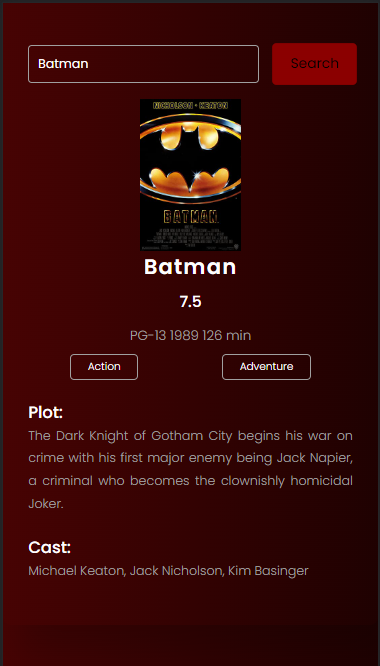 Batman
Search
NICHOLSON • KEATON
BATMAN
Batman
7.5
PG-13 1989 126 min
Action
Adventure
Plot:
The Dark Knight of Gotham City begins his war on
crime with his first major enemy being Jack Napier,
a criminal who becomes the clownishly homicidal
Joker.
Cast:
Michael Keaton, Jack Nicholson, Kim Basinger